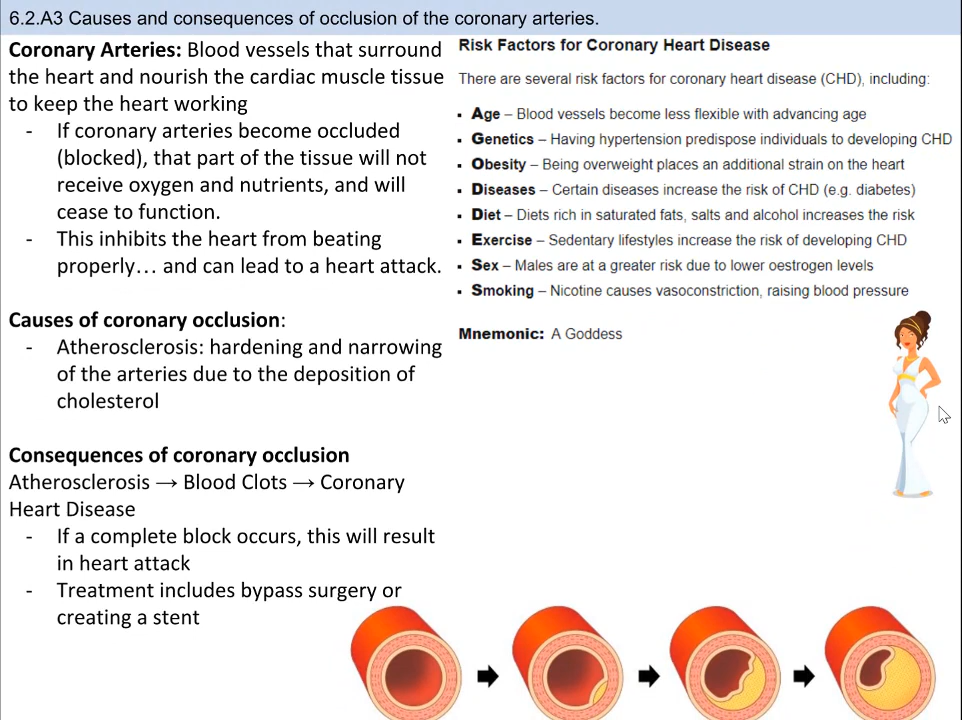 6.2.A3 Causes and consequences of occlusion of the coronary arteries.
Coronary Arteries: Blood vessels that surround
the heart and nourish the cardiac muscle tissue
to keep the heart working
- If coronary arteries become occluded
(blocked), that part of the tissue will not
receive oxygen and nutrients, and will
cease to function.
- This inhibits the heart from beating
properly… and can lead to a heart attack.
Causes of coronary occlusion:
- Atherosclerosis: hardening and narrowing
of the arteries due to the deposition of
cholesterol
Consequences of coronary occlusion
Atherosclerosis → Blood Clots → Coronary
Heart Disease
- If a complete block occurs, this will result
in heart attack
- Treatment includes bypass surgery or
creating a stent
Risk Factors for Coronary Heart Disease
There are several risk factors for coronary heart disease (CHD), including:
▪ Age – Blood vessels become less flexible with advancing age
▪ Genetics – Having hypertension predispose individuals to developing CHD
▪ Obesity – Being overweight places an additional strain on the heart
▪ Diseases – Certain diseases increase the risk of CHD (e.g. diabetes)
▪ Diet – Diets rich in saturated fats, salts and alcohol increases the risk
▪ Exercise – Sedentary lifestyles increase the risk of developing CHD
▪ Sex – Males are at a greater risk due to lower oestrogen levels
▪ Smoking – Nicotine causes vasoconstriction, raising blood pressure
Mnemonic: A Goddess